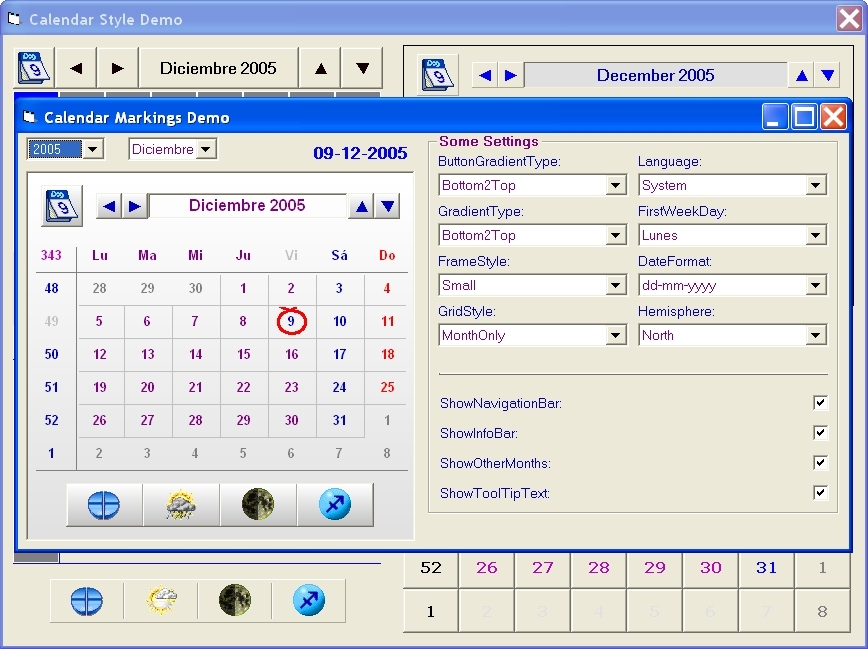 Calendar Style Demo
Diciembre 2005
December 2005
Calendar Markings Demo
2005 Diciembre 09-12-2005
Diciembre 2005
343 Lu Ma Mi Ju Vi Sá Do
48 28 29 30 1 2 3 4
49 5 6 7 8 9 10 11
50 12 13 14 15 16 17 18
51 19 20 21 22 23 24 25
52 26 27 28 29 30 31 1
1 2 3 4 5 6 7 8
Some Settings
ButtonGradientType: Language:
Bottom2Top System
GradientType: FirstWeekDay:
Bottom2Top Lunes
FrameStyle: DateFormat:
Small dd-mm-yyyy
GridStyle: Hemisphere:
MonthOnly North
ShowNavigationBar:
ShowInfoBar:
ShowOtherMonths:
ShowToolTipText:
52 26 27 28 29 30 31 1
1 2 3 4 5 6 7 8